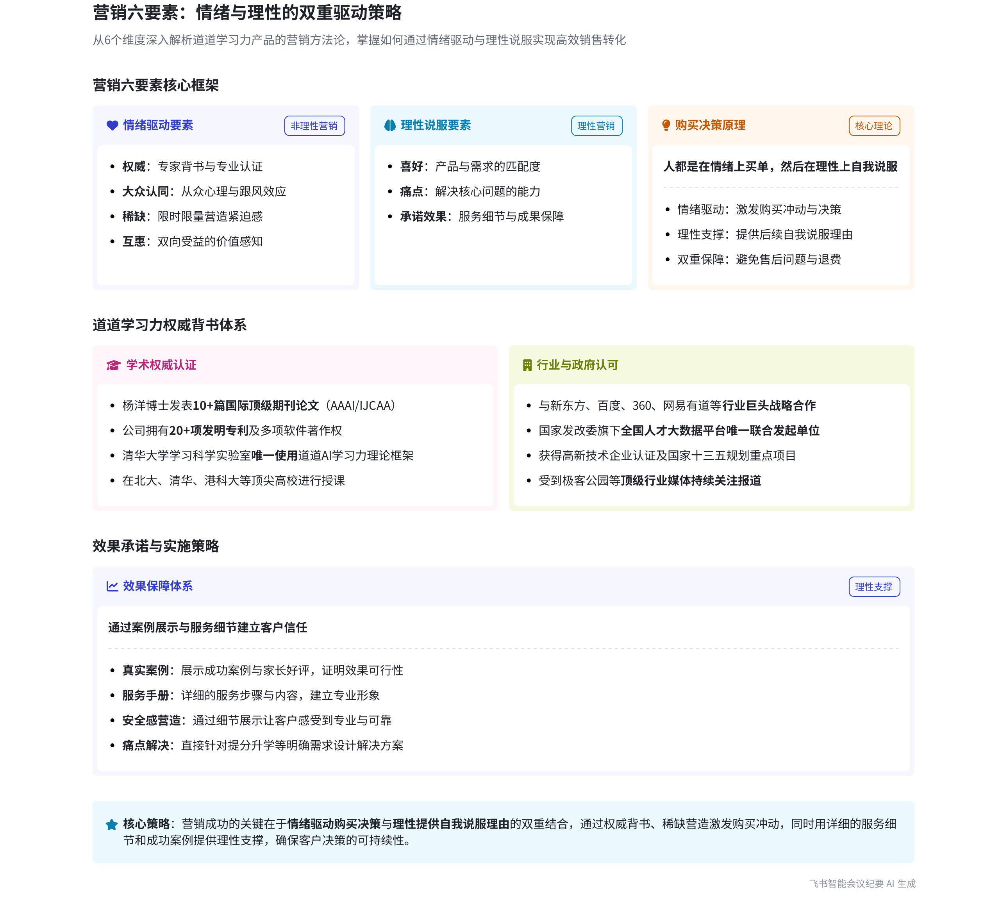 营销六要素：情绪与理性的双重驱动策略
从6个维度深入解析道道学习力产品的营销方法论，掌握如何通过情绪驱动与理性说服实现高效销售转化
营销六要素核心框架
情绪驱动要素
非理性营销
权威：专家背书与专业认证
大众认同：从众心理与跟风效应
稀缺：限时限量营造紧迫感
互惠：双向受益的价值感知
理性说服要素
理性营销
喜好：产品与需求的匹配度
痛点：解决核心问题的能力
承诺效果：服务细节与成果保障
购买决策原理
核心理论
人都是在情绪上买单，然后在理性上自我说服
情绪驱动：激发购买冲动与决策
理性支撑：提供后续自我说服理由
双重保障：避免售后问题与退费
道道学习力权威背书体系
学术权威认证
杨洋博士发表10+篇国际顶级期刊论文（AAAI/IJCAA）
公司拥有20+项发明专利及多项软件著作权
清华大学学习科学实验室唯一使用道道AI学习力理论框架
在北大、清华、港科大等顶尖高校进行授课
行业与政府认可
与新东方、百度、360、网易有道等行业巨头战略合作
国家发改委旗下全国人才大数据平台唯一联合发起单位
获得高新技术企业认证及国家十三五规划重点项目
受到极客公园等顶级行业媒体持续关注报道
效果承诺与实施策略
效果保障体系
理性支撑
通过案例展示与服务细节建立客户信任
真实案例：展示成功案例与家长好评，证明效果可行性
服务手册：详细的服务步骤与内容，建立专业形象
安全感营造：通过细节展示让客户感受到专业与可靠
痛点解决：直接针对提分升学等明确需求设计解决方案
核心策略：营销成功的关键在于情绪驱动购买决策与理性提供自我说服理由的双重结合，通过权威背书、稀缺营造激发购买冲动，同时用详细的服务细
节和成功案例提供理性支撑，确保客户决策的可持续性。
飞书智能会议纪要 AI 生成